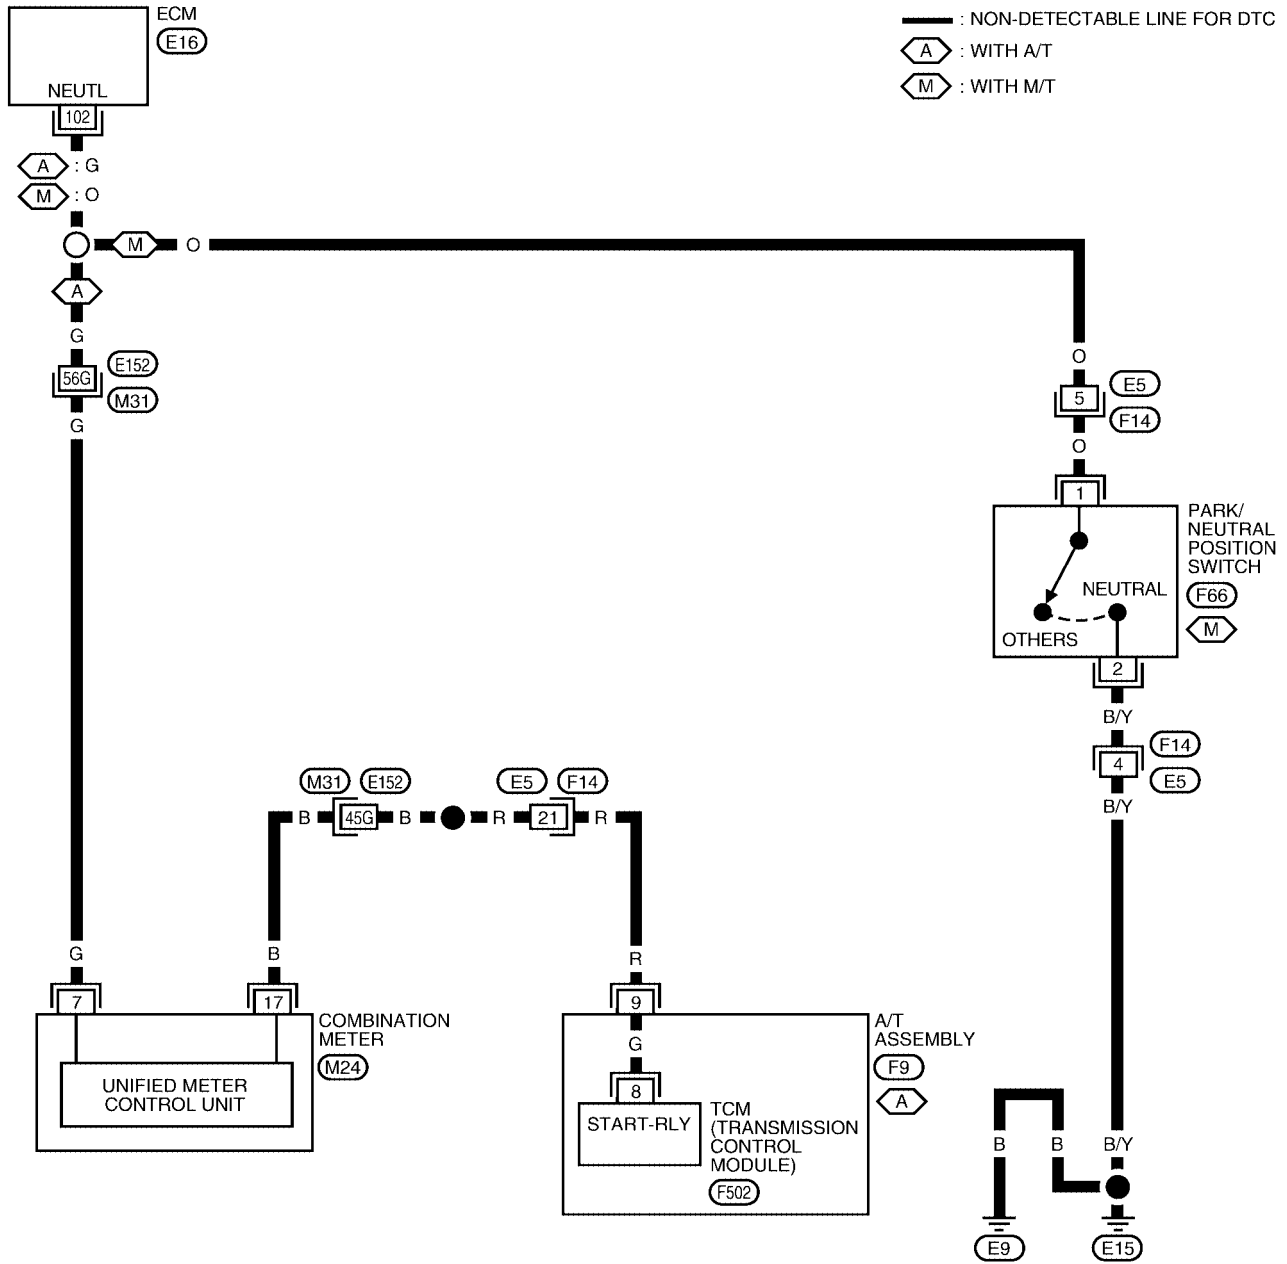 ECM
E16
NEUTL
102
A : G
M : O
: NON-DETECTABLE LINE FOR DTC
A : WITH A/T
M : WITH M/T
M O
A
G
56G
E152
M31
G
O
5
E5
F14
O
1
PARK/
NEUTRAL
POSITION
SWITCH
F66
M
NEUTRAL
OTHERS
2
B/Y
4
F14
E5
B/Y
M31 E152 E5 F14
B 45G B R 21 R
G B R
7 17 9
COMBINATION
METER
M24
UNIFIED METER
CONTROL UNIT
A/T
ASSEMBLY
F9
A
G
8
START-RLY
TCM
(TRANSMISSION
CONTROL
MODULE)
F502
B B B/Y
E9 E15